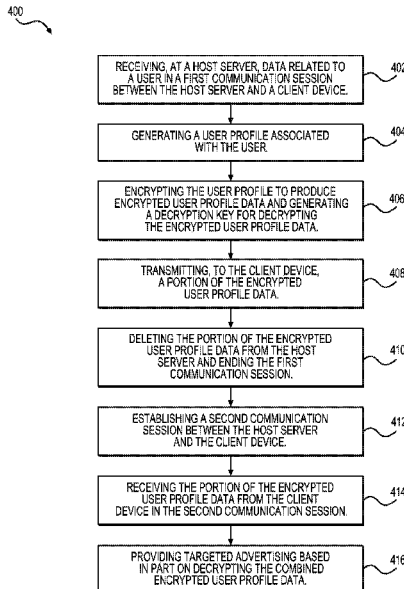 400
RECEIVING, AT A HOST SERVER, DATA RELATED TO
A USER IN A FIRST COMMUNICATION SESSION
BETWEEN THE HOST SERVER AND A CLIENT DEVICE.
402
GENERATING A USER PROFILE ASSOCIATED
WITH THE USER.
404
ENCRYPTING THE USER PROFILE TO PRODUCE
ENCRYPTED USER PROFILE DATA AND GENERATING
A DECRYPTION KEY FOR DECRYPTING
THE ENCRYPTED USER PROFILE DATA.
406
TRANSMITTING, TO THE CLIENT DEVICE,
A PORTION OF THE ENCRYPTED
USER PROFILE DATA.
408
DELETING THE PORTION OF THE ENCRYPTED
USER PROFILE DATA FROM THE HOST
SERVER AND ENDING THE FIRST
COMMUNICATION SESSION.
410
ESTABLISHING A SECOND COMMUNICATION
SESSION BETWEEN THE HOST SERVER
AND THE CLIENT DEVICE.
412
RECEIVING THE PORTION OF THE ENCRYPTED
USER PROFILE DATA FROM THE CLIENT
DEVICE IN THE SECOND COMMUNICATION SESSION.
414
PROVIDING TARGETED ADVERTISING BASED
IN PART ON DECRYPTING THE COMBINED
ENCRYPTED USER PROFILE DATA.
416